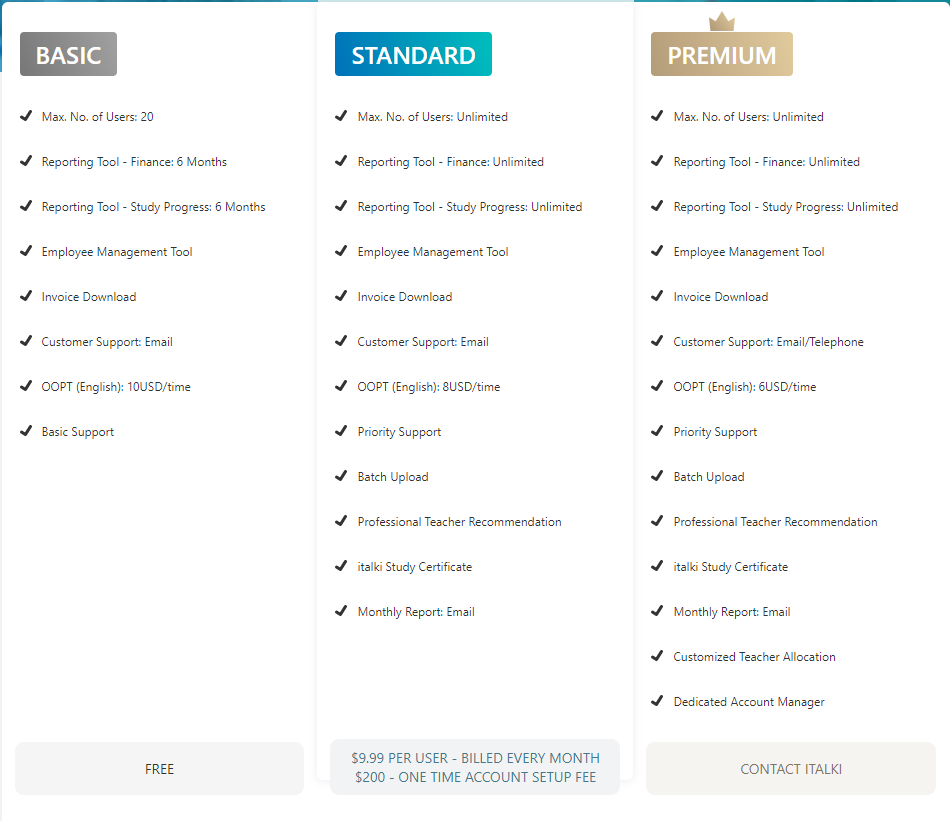 BASIC
Max. No. of Users: 20
Reporting Tool - Finance: 6 Months
Reporting Tool - Study Progress: 6 Months
Employee Management Tool
Invoice Download
Customer Support: Email
OOPT (English): 10USD/time
Basic Support
FREE
STANDARD
Max. No. of Users: Unlimited
Reporting Tool - Finance: Unlimited
Reporting Tool - Study Progress: Unlimited
Employee Management Tool
Invoice Download
Customer Support: Email
OOPT (English): 8USD/time
Priority Support
Batch Upload
Professional Teacher Recommendation
italki Study Certificate
Monthly Report: Email
$9.99 PER USER - BILLED EVERY MONTH
$200 - ONE TIME ACCOUNT SETUP FEE
PREMIUM
Max. No. of Users: Unlimited
Reporting Tool - Finance: Unlimited
Reporting Tool - Study Progress: Unlimited
Employee Management Tool
Invoice Download
Customer Support: Email/Telephone
OOPT (English): 6USD/time
Priority Support
Batch Upload
Professional Teacher Recommendation
italki Study Certificate
Monthly Report: Email
Customized Teacher Allocation
Dedicated Account Manager
CONTACT ITALKI